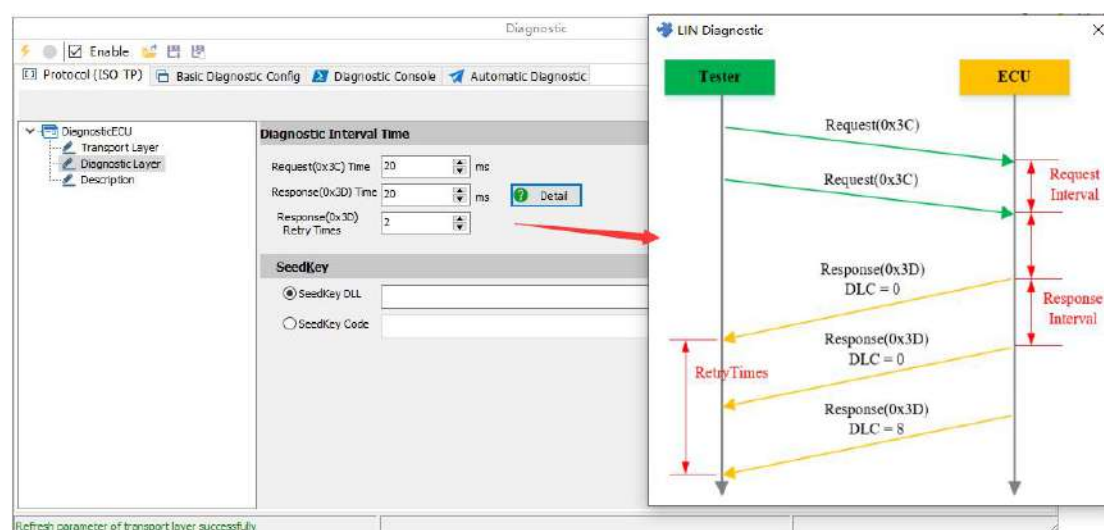 Diagnostic
Enable
Protocol (ISO TP)
Basic Diagnostic Config
Diagnostic Console
Automatic Diagnostic
DiagnosticECU
Transport Layer
Diagnostic Layer
Description
Diagnostic Interval Time
Request(0x3C) Time 20 ms
Response(0x3D) Time 20 ms
Detail
Response(0x3D)
Retry Times
2
SeedKey
SeedKey DLL
SeedKey Code
Refresh parameter of transport layer successfully
LIN Diagnostic
Tester
ECU
Request(0x3C)
Request(0x3C)
Request
Interval
Response(0x3D)
DLC = 0
Response
Interval
Response(0x3D)
DLC = 0
RetryTimes
Response(0x3D)
DLC = 8